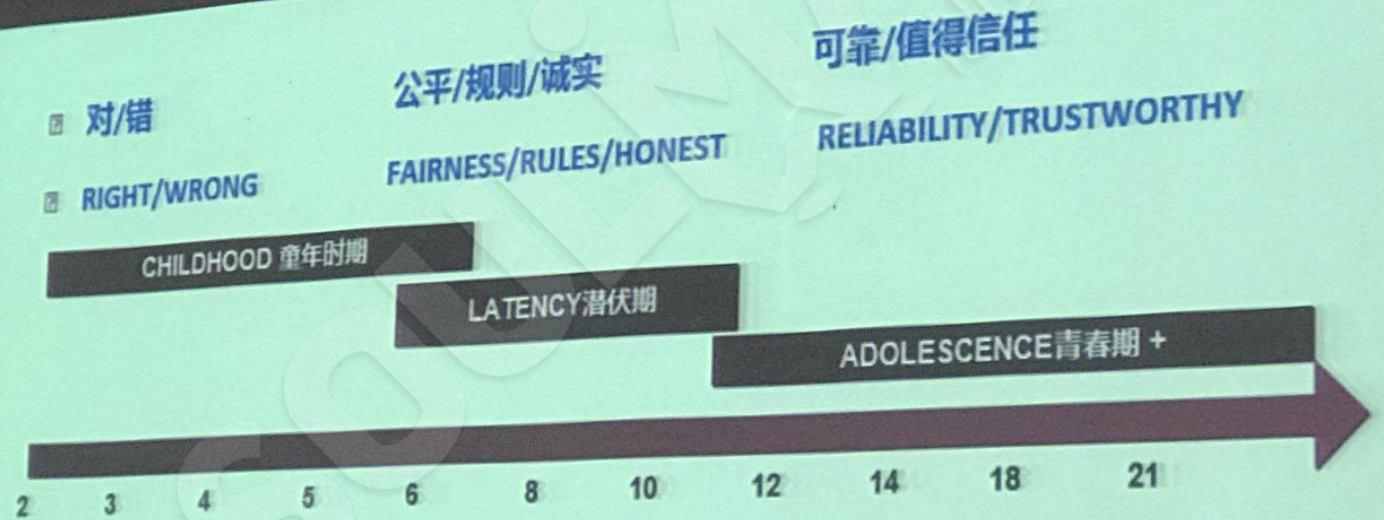 对/错
公平/规则/诚实
可靠/值得信任
RIGHT/WRONG
FAIRNESS/RULES/HONEST
RELIABILITY/TRUSTWORTHY
CHILDHOOD 童年时期
LATENCY潜伏期
ADOLESCENCE青春期 +
2 3 4 5 6 8 10 12 14 18 21